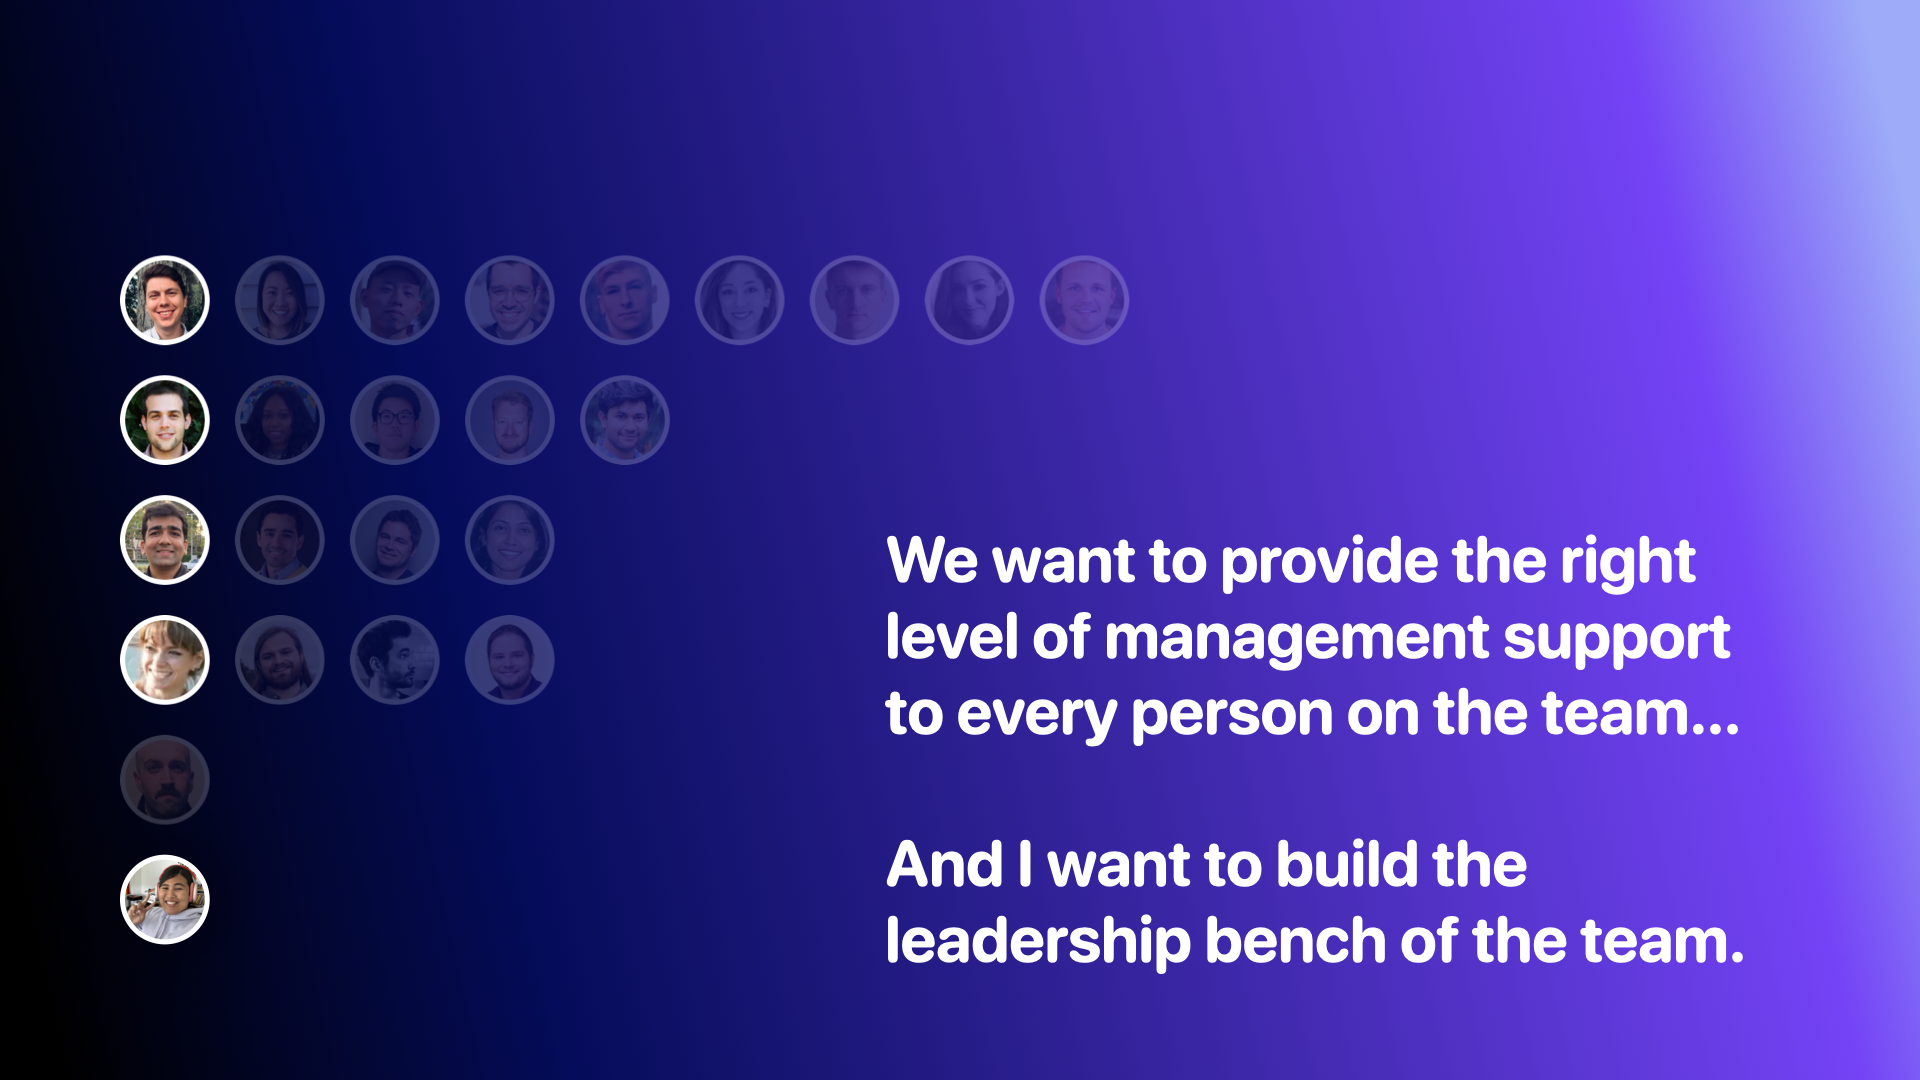 We want to provide the right
level of management support
to every person on the team...
And I want to build the
leadership bench of the team.